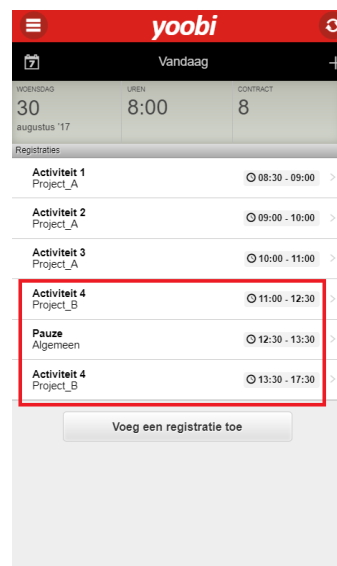 yoobi
7
Vandaag
+
WOENSDAG UREN CONTRACT
30 8:00 8
augustus '17
Registraties
Activiteit 1
Project_A
08:30 - 09:00
Activiteit 2
Project_A
09:00 - 10:00
Activiteit 3
Project_A
10:00 - 11:00
Activiteit 4
Project_B
11:00 - 12:30
Pauze
Algemeen
12:30 - 13:30
Activiteit 4
Project_B
13:30 - 17:30
Voeg een registratie toe